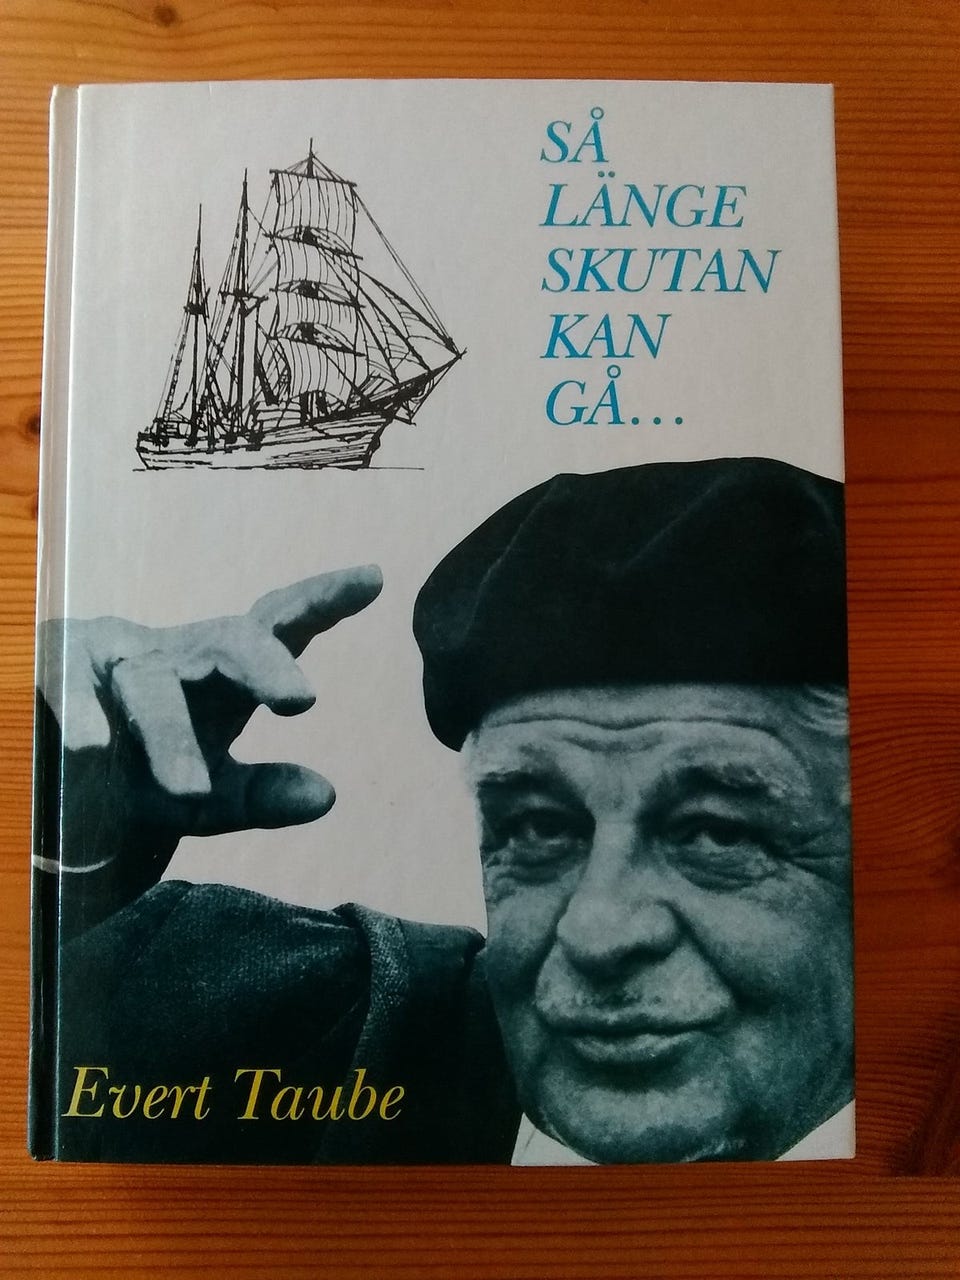 SÅ
LÄNGE
SKUTAN
KAN
GÅ...
Evert Taube